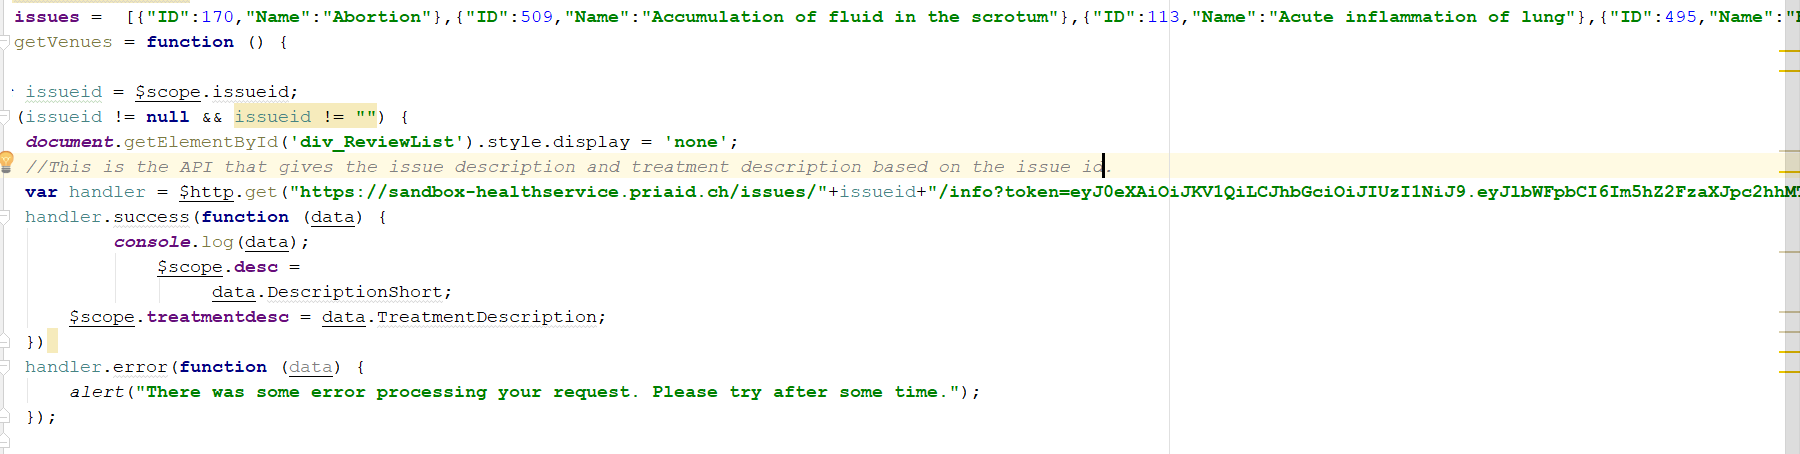 issues =  [{"ID":170,"Name":"Abortion"},{"ID":509,"Name":"Accumulation of fluid in the scrotum"},{"ID":113,"Name":"Acute inflammation of lung"},{"ID":495,"Name":"
getVenues = function () {
issueid = $scope.issueid;
(issueid != null && issueid != "") {
document.getElementById('div_ReviewList').style.display = 'none';
//This is the API that gives the issue description and treatment description based on the issue id.
var handler = $http.get("https://sandbox-healthservice.priaid.ch/issues/"+issueid+"/info?token=eyJ0eXAiOiJKV1QiLCJhbGciOiJIUzI1NiJ9.eyJlbWFpbCI6Im5hZ2FzaXJpc2hhMT
handler.success(function (data) {
console.log(data);
$scope.desc =
data.DescriptionShort;
$scope.treatmentdesc = data.TreatmentDescription;
})
handler.error(function (data) {
alert("There was some error processing your request. Please try after some time.");
});